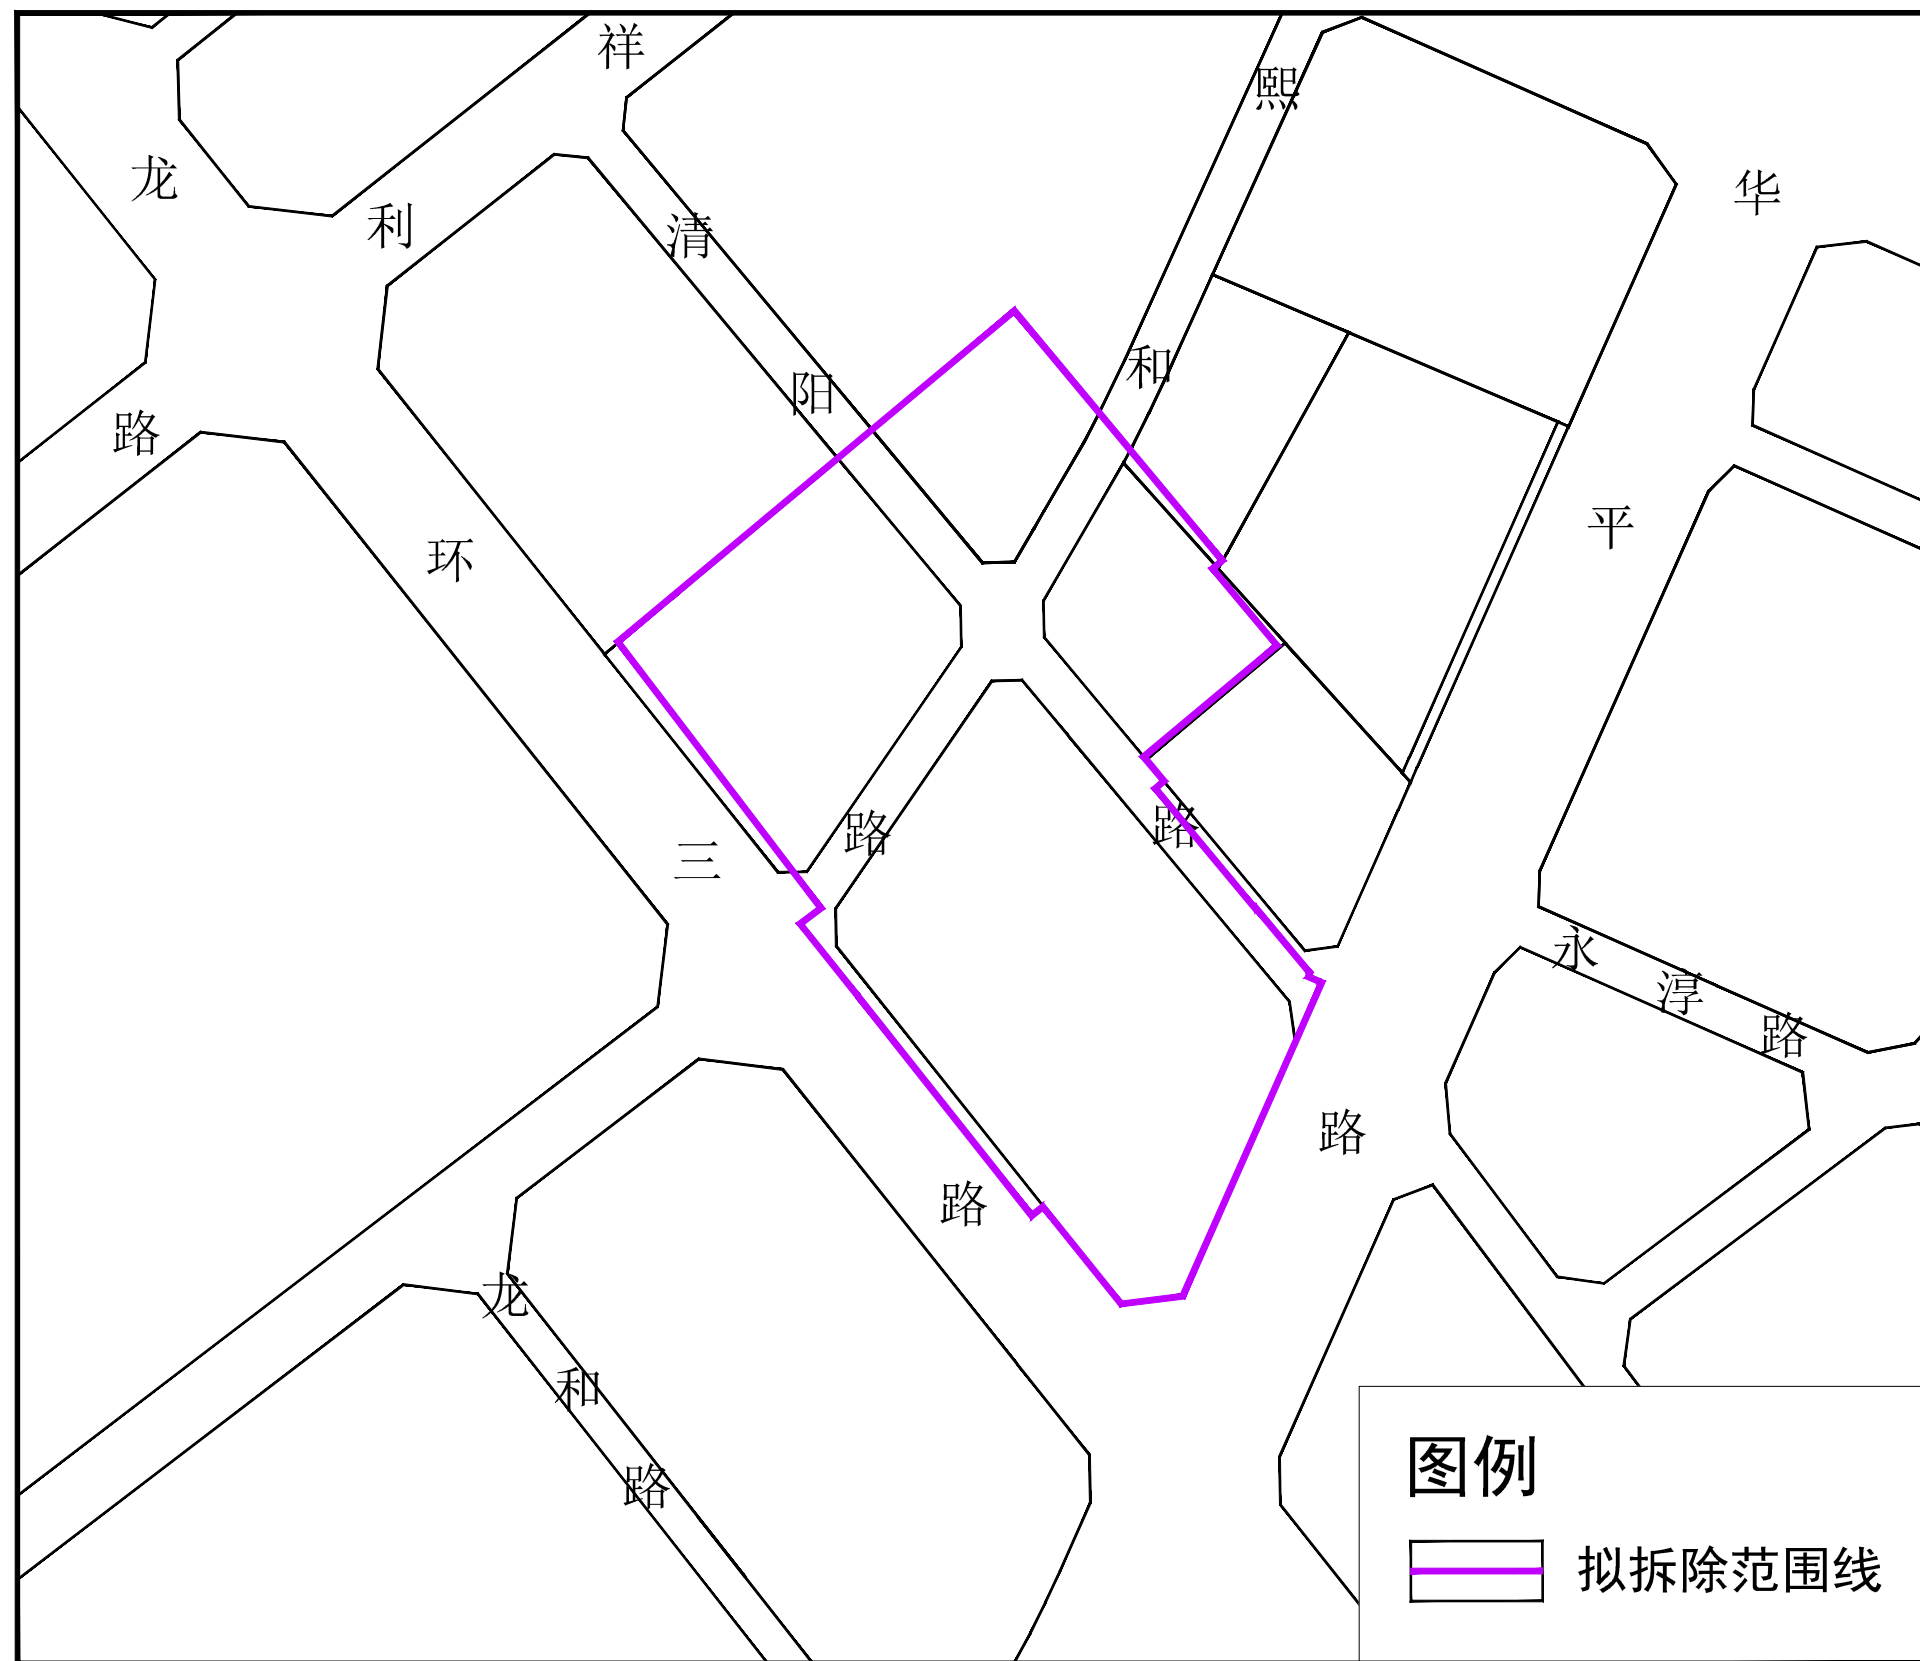 祥利路
龙环三路
清阳路
熙和路
华平路
永淳路
龙和路
图例
拟拆除范围线